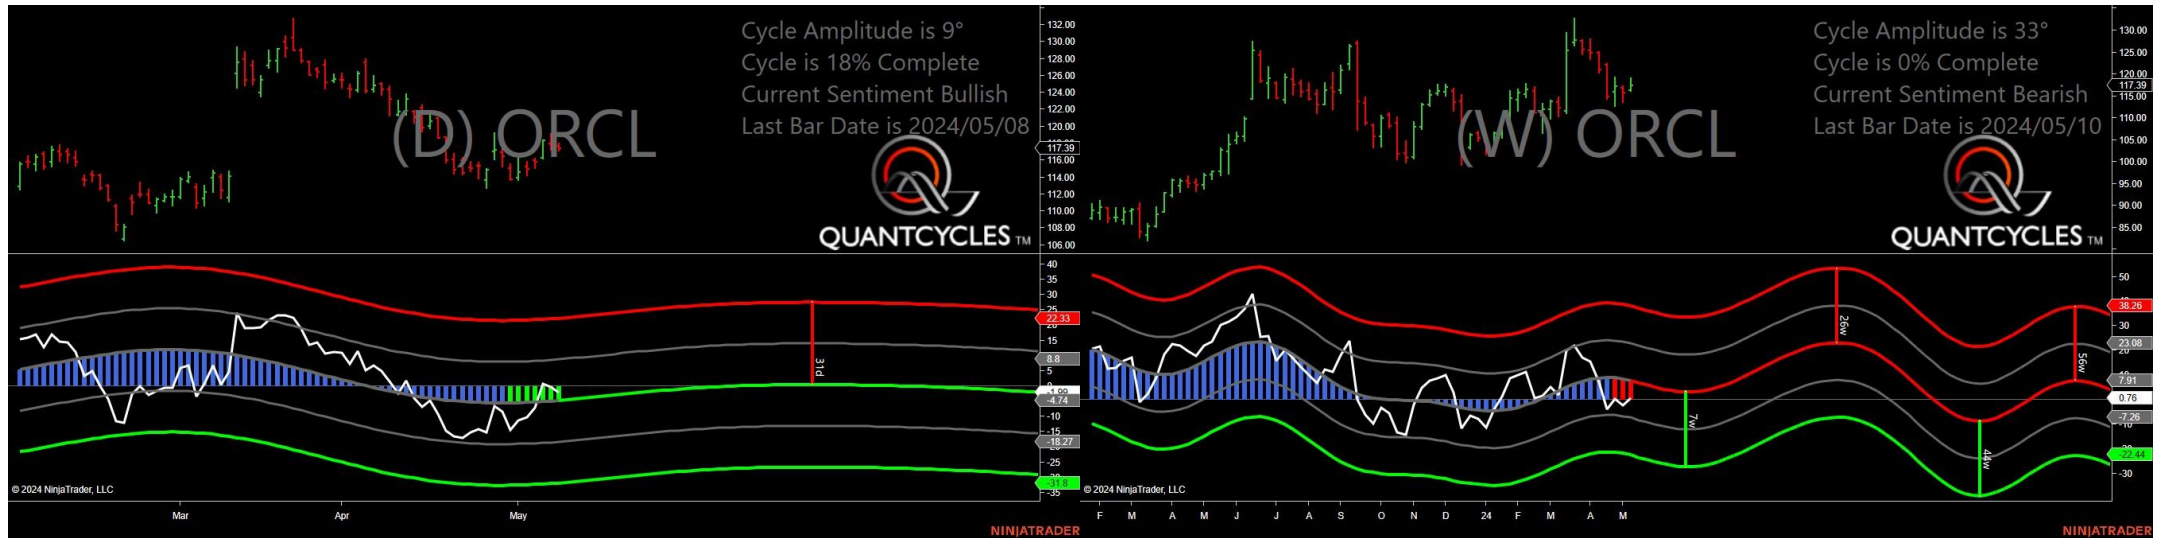 Cycle Amplitude is 9°
Cycle is 18% Complete
Current Sentiment Bullish
Last Bar Date is 2024/05/08
(D) ORCL
QUANTCYCLES TM
132.00
130.00
128.00
126.00
124.00
122.00
120.00
117.39
116.00
114.00
112.00
110.00
108.00
106.00
40
35
30
25
22.33
20
15
8.8
5
-1.99
-4.74
-10
-15
-18.27
-25
-31.8
-35
31d
© 2024 NinjaTrader, LLC
Mar Apr May
NINJATRADER
Cycle Amplitude is 33°
Cycle is 0% Complete
Current Sentiment Bearish
Last Bar Date is 2024/05/10
(W) ORCL
QUANTCYCLES TM
130.00
125.00
120.00
117.39
115.00
110.00
105.00
100.00
95.00
90.00
85.00
50
38.26
30
23.08
20
7.91
0.76
-7.26
-10
-22.44
-30
26w
56w
7w
44w
© 2024 NinjaTrader, LLC
F M A M J J A S O N D 24 F M A M
NINJATRADER